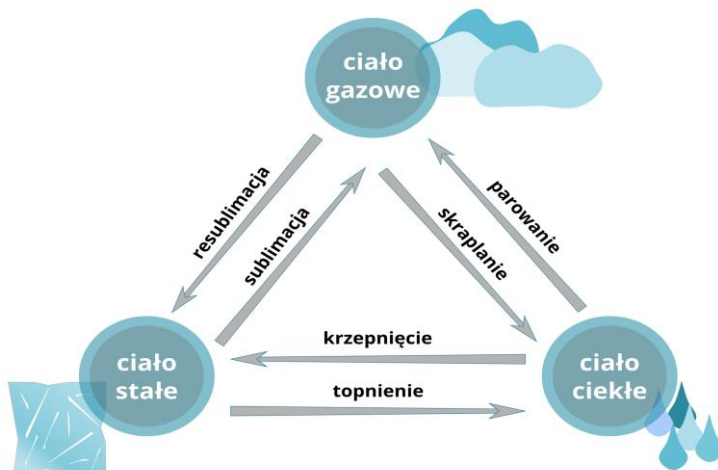 ciało
gazowe
resublimacja
sublimacja
skraplanie
parowanie
krzepnięcie
ciało
stałe
ciało
ciekłe
topnienie